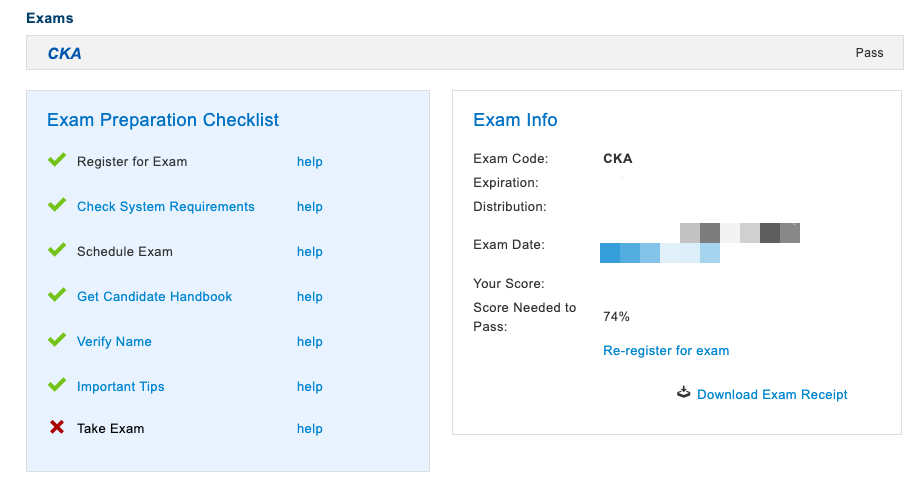 Exams
CKA Pass
Exam Preparation Checklist
Register for Exam help
Check System Requirements help
Schedule Exam help
Get Candidate Handbook help
Verify Name help
Important Tips help
Take Exam help
Exam Info
Exam Code: CKA
Expiration:
Distribution:
Exam Date:
Your Score:
Score Needed to
Pass: 74%
Re-register for exam
Download Exam Receipt